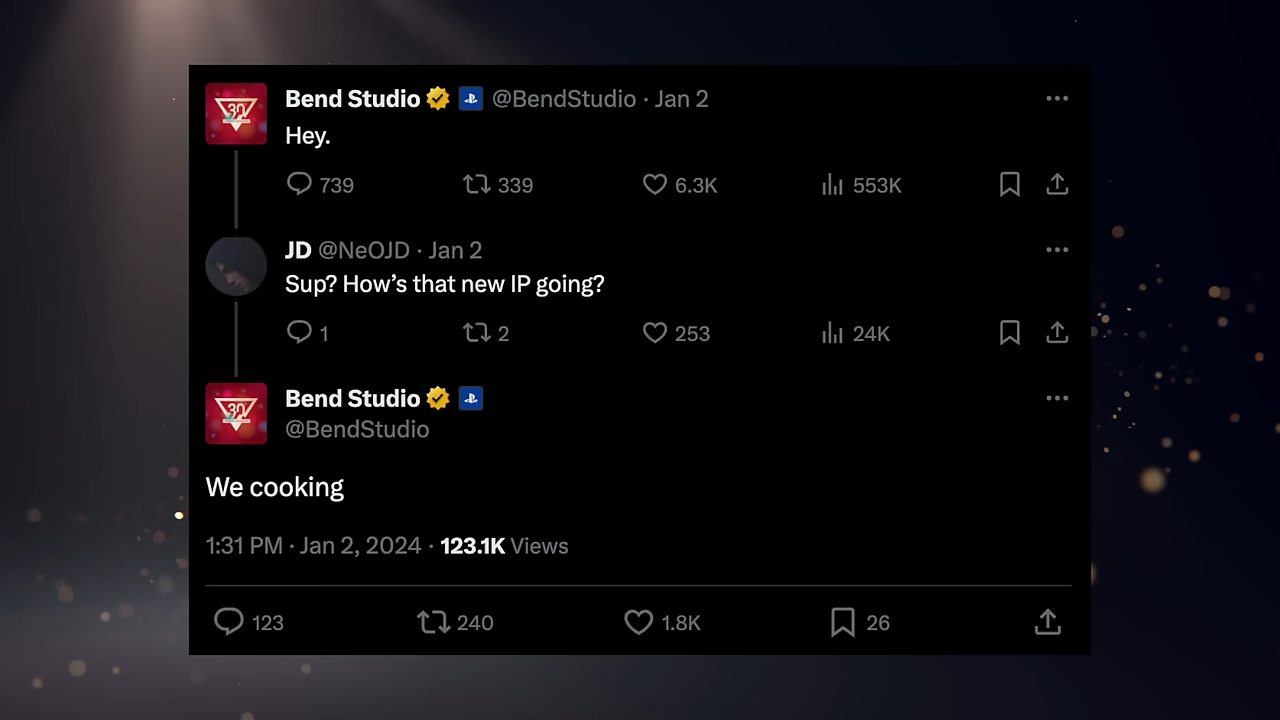 Bend Studio @BendStudio · Jan 2
Hey.
739 339 6.3K 553K
JD @NeOJD · Jan 2
Sup? How’s that new IP going?
1 2 253 24K
Bend Studio
@BendStudio
We cooking
1:31 PM · Jan 2, 2024 · 123.1K Views
123 240 1.8K 26